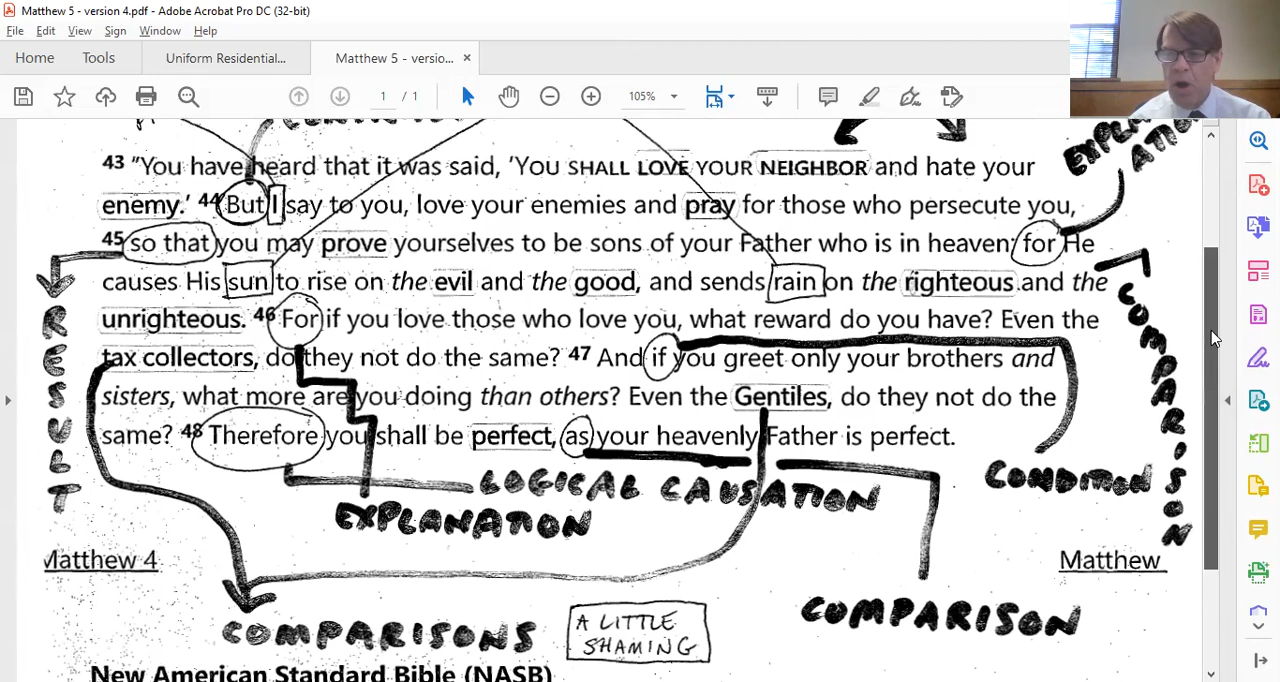 Matthew 5 - version 4.pdf - Adobe Acrobat Pro DC (32-bit)
File Edit View Sign Window Help
Home Tools Uniform Residential... Matthew 5 - versio... ×
1 / 1 105%
EXPLANATION
43 "You have heard that it was said, 'YOU SHALL LOVE YOUR NEIGHBOR and hate your
enemy.' 44 But I say to you, love your enemies and pray for those who persecute you,
45 so that you may prove yourselves to be sons of your Father who is in heaven; for He
causes His sun to rise on the evil and the good, and sends rain on the righteous and the
unrighteous. 46 For if you love those who love you, what reward do you have? Even the
tax collectors, do they not do the same? 47 And if you greet only your brothers and
sisters, what more are you doing than others? Even the Gentiles, do they not do the
same? 48 Therefore you shall be perfect, as your heavenly Father is perfect.
RESULT
COMPARISON
LOGICAL CAUSATION
CONDITION
EXPLANATION
Matthew 4 Matthew
COMPARISONS
A LITTLE
SHAMING
COMPARISON
New American Standard Bible (NASB)